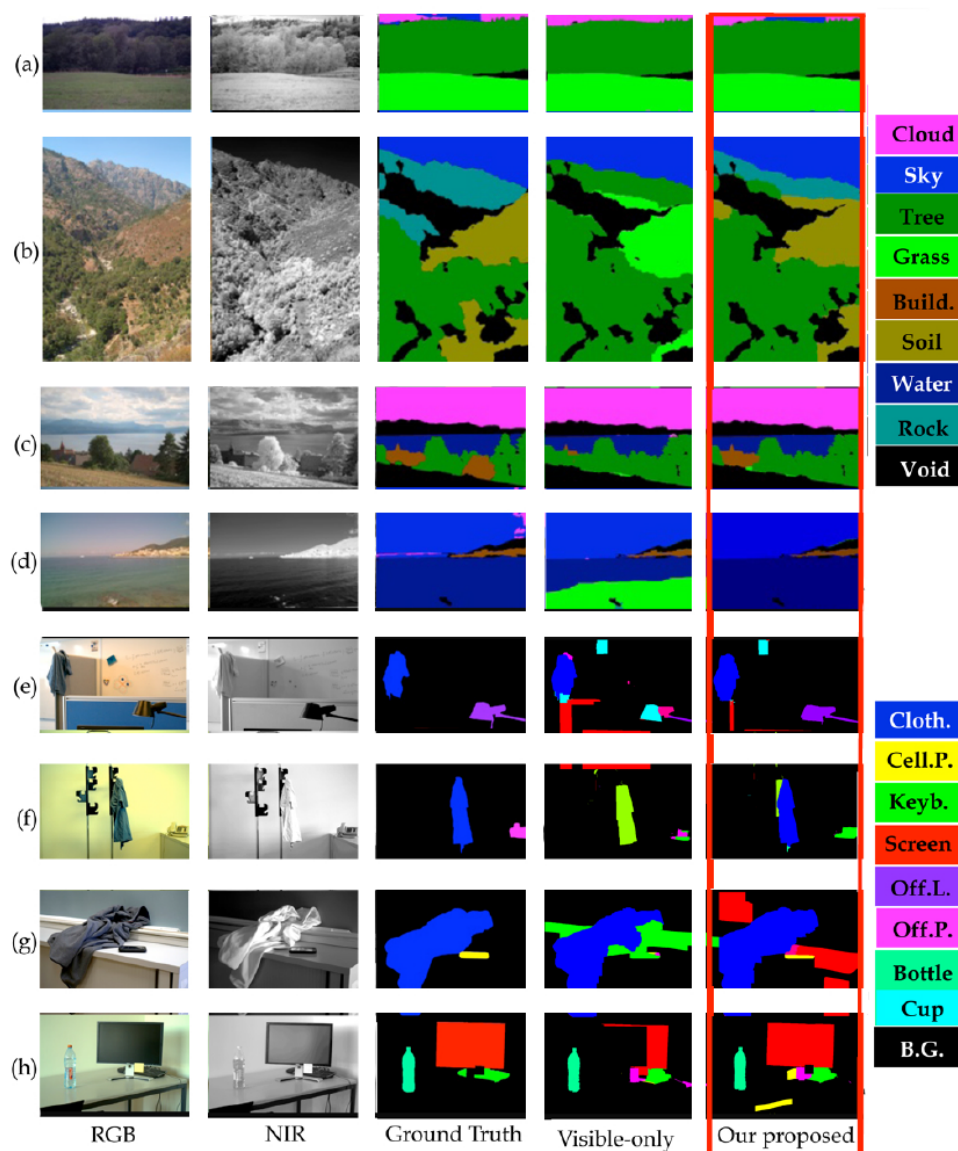 (a)
Cloud
Sky
Tree
Grass
(b)
Build.
Soil
Water
Rock
(c)
Void
(d)
(e)
Cloth.
Cell.P.
Keyb.
(f)
Screen
Off.L.
Off.P.
(g)
Bottle
Cup
B.G.
(h)
RGB NIR Ground Truth Visible-only Our proposed